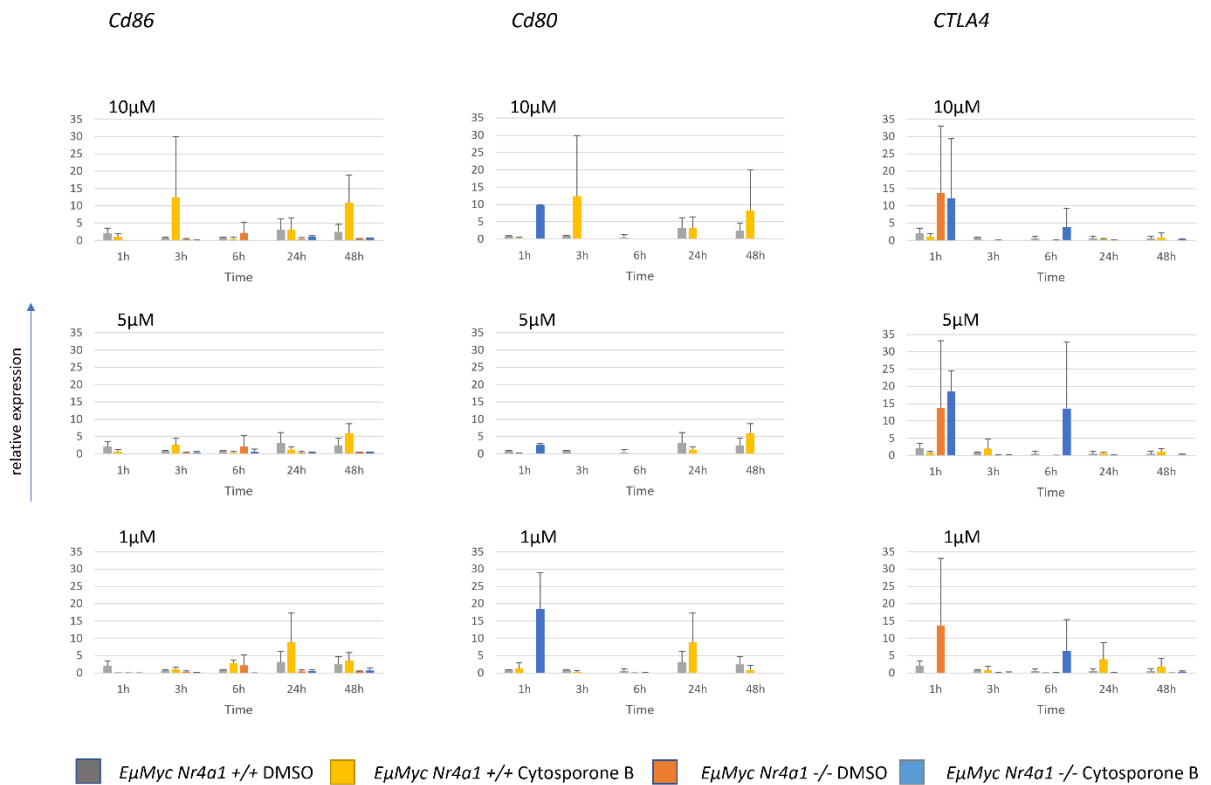 Cd86 Cd80 CTLA4
10µM 10µM 10µM
35 35 35
30 30 30
25 25 25
20 20 20
15 15 15
10 10 10
5 5 5
0 0 0
1h 3h 6h 24h 48h 1h 3h 6h 24h 48h 1h 3h 6h 24h 48h
Time Time Time
relative expression
5µM 5µM 5µM
35 35 35
30 30 30
25 25 25
20 20 20
15 15 15
10 10 10
5 5 5
0 0 0
1h 3h 6h 24h 48h 1h 3h 6h 24h 48h 1h 3h 6h 24h 48h
Time Time Time
1µM 1µM 1µM
35 35 35
30 30 30
25 25 25
20 20 20
15 15 15
10 10 10
5 5 5
0 0 0
1h 3h 6h 24h 48h 1h 3h 6h 24h 48h 1h 3h 6h 24h 48h
Time Time Time
EµMyc Nr4a1 +/+ DMSO EµMyc Nr4a1 +/+ Cytosporone B EµMyc Nr4a1 -/- DMSO EµMyc Nr4a1 -/- Cytosporone B